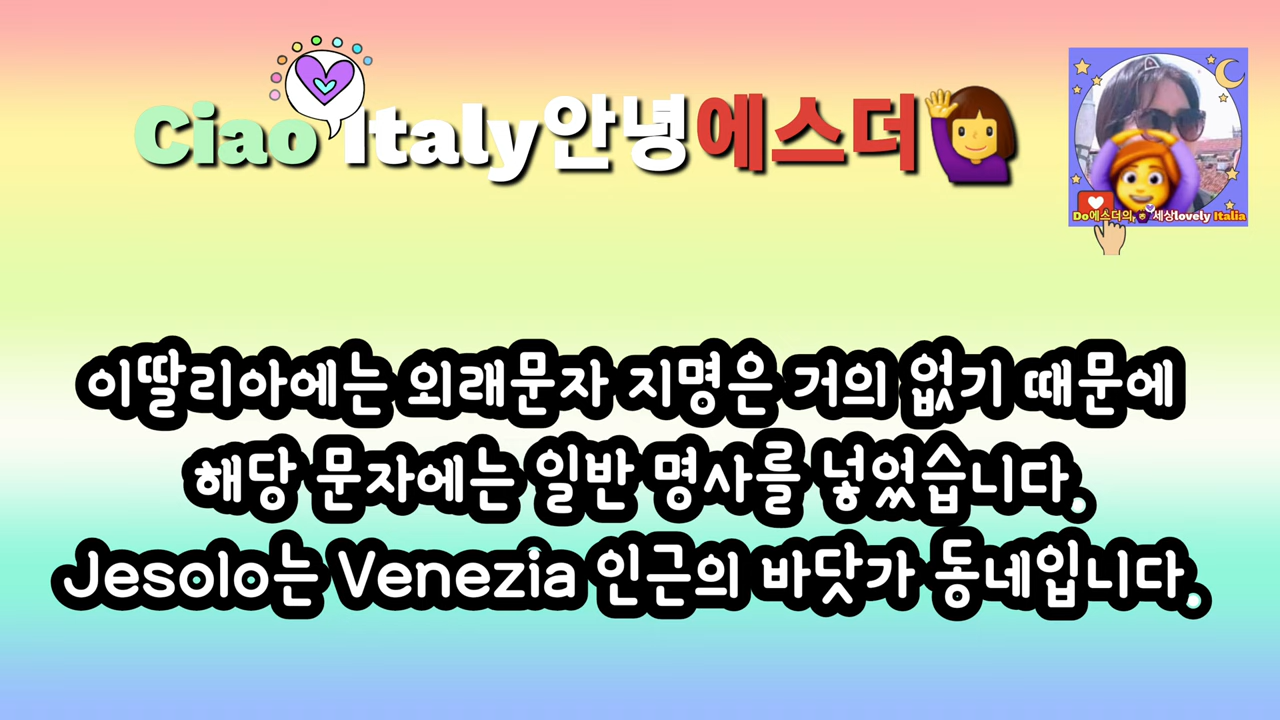 Ciao Italy안녕에스더
Do에스더의 세상lovely Italia
이딸리아에는 외래문자 지명은 거의 없기 때문에
해당 문자에는 일반 명사를 넣었습니다.
Jesolo는 Venezia 인근의 바닷가 동네입니다.